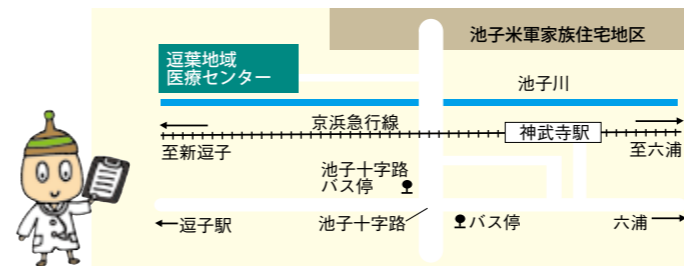 池子米軍家族住宅地区
逗葉地域
医療センター
池子川
京浜急行線
神武寺駅
至新逗子
至六浦
池子十字路
バス停
逗子駅
池子十字路
バス停
六浦